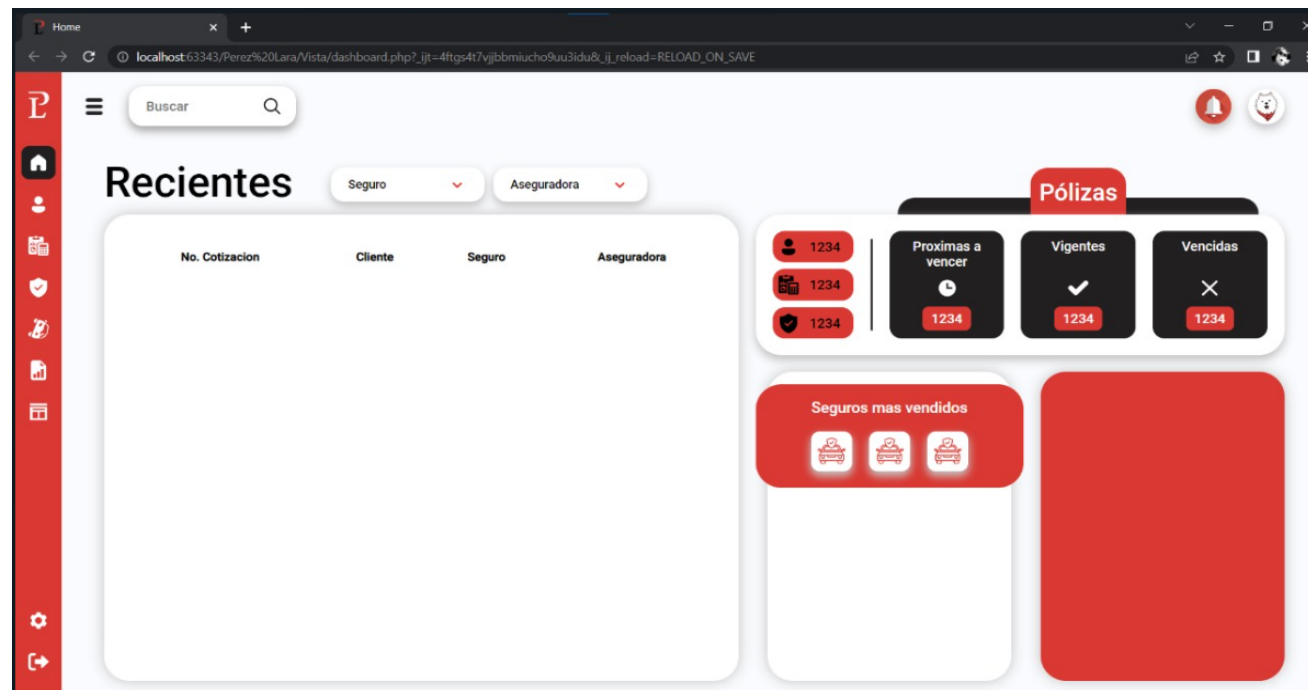 Home
localhost:63343/Perez%20Lara/Vista/dashboard.php?_ijt=4ftgs4t7vjjbbmiucho9uu3idu&_ij_reload=RELOAD_ON_SAVE
Buscar
Recientes
Seguro
Aseguradora
Pólizas
No. Cotizacion Cliente Seguro Aseguradora
1234
1234
1234
Proximas a
vencer
1234
Vigentes
1234
Vencidas
1234
Seguros mas vendidos